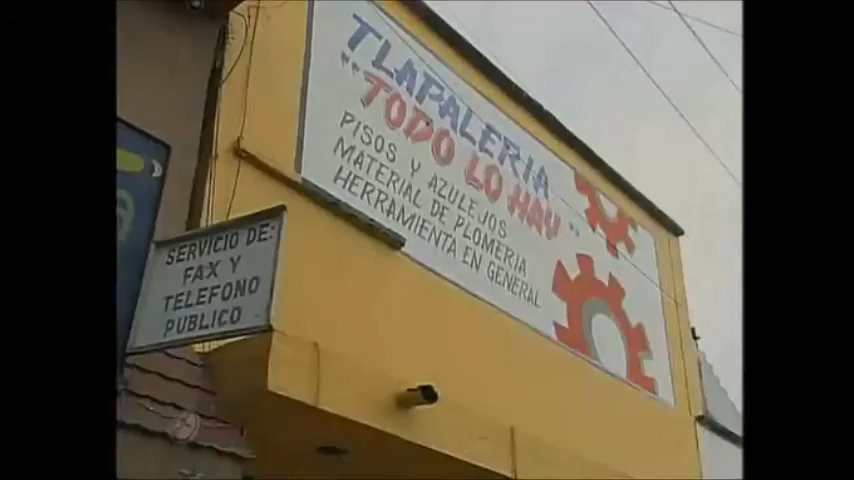 TLAPALERIA
"TODO LO HAY"
PISOS Y AZULEJOS
MATERIAL DE PLOMERIA
HERRAMIENTA EN GENERAL
SERVICIO DE:
FAX Y
TELEFONO
PUBLICO